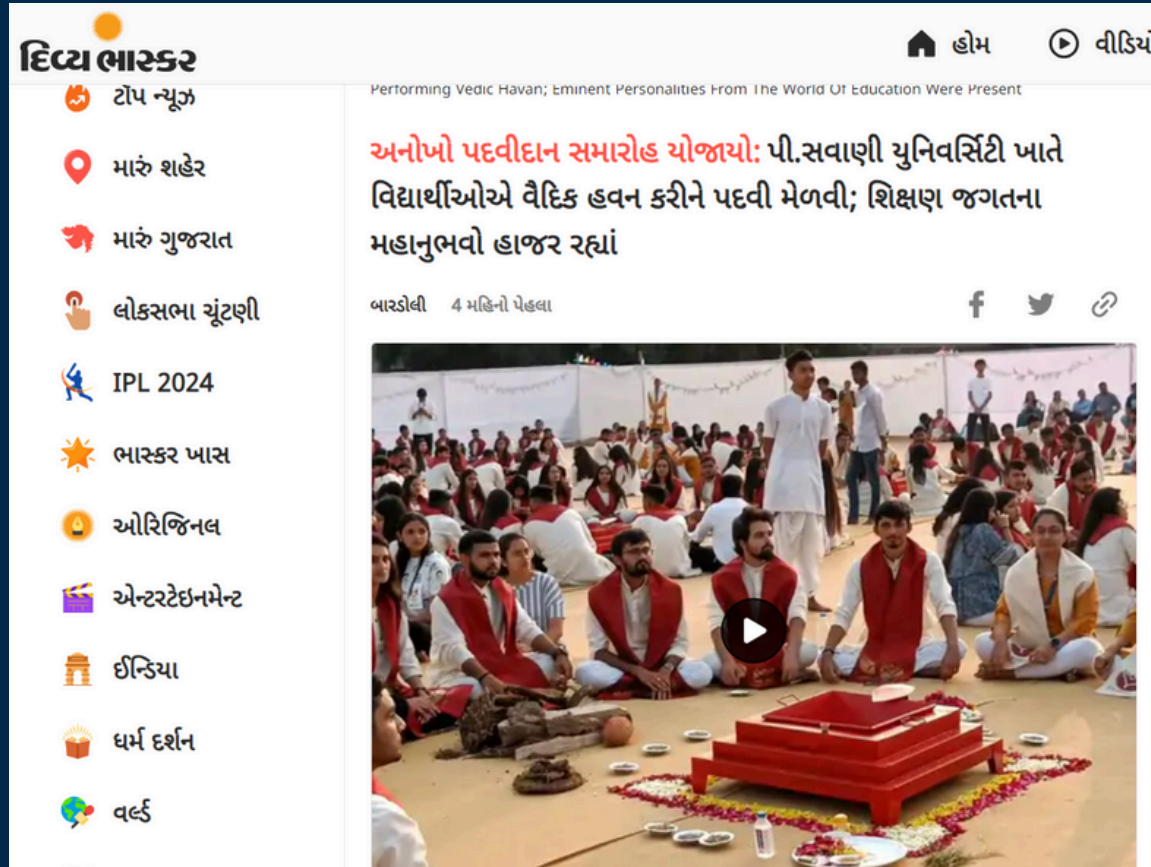 દિવ્ય ભાસ્કર
હોમ
વીડિયો
ટૉપ ન્યૂઝ
મારું શહેર
મારું ગુજરાત
લોકસભા ચૂંટણી
IPL 2024
ભાસ્કર ખાસ
ઓરિજિનલ
એન્ટરટેઇનમેન્ટ
ઈન્ડિયા
ધર્મ દર્શન
વર્લ્ડ
Performing Vedic Havan; Eminent Personalities From The World Of Education Were Present
અનોખો પદવીદાન સમારોહ યોજાયો: પી.સવાણી યુનિવર્સિટી ખાતે
વિદ્યાર્થીઓએ વૈદિક હવન કરીને પદવી મેળવી; શિક્ષણ જગતના
મહાનુભવો હાજર રહ્યાં
બારડોલી 4 મહિનો પેહલા